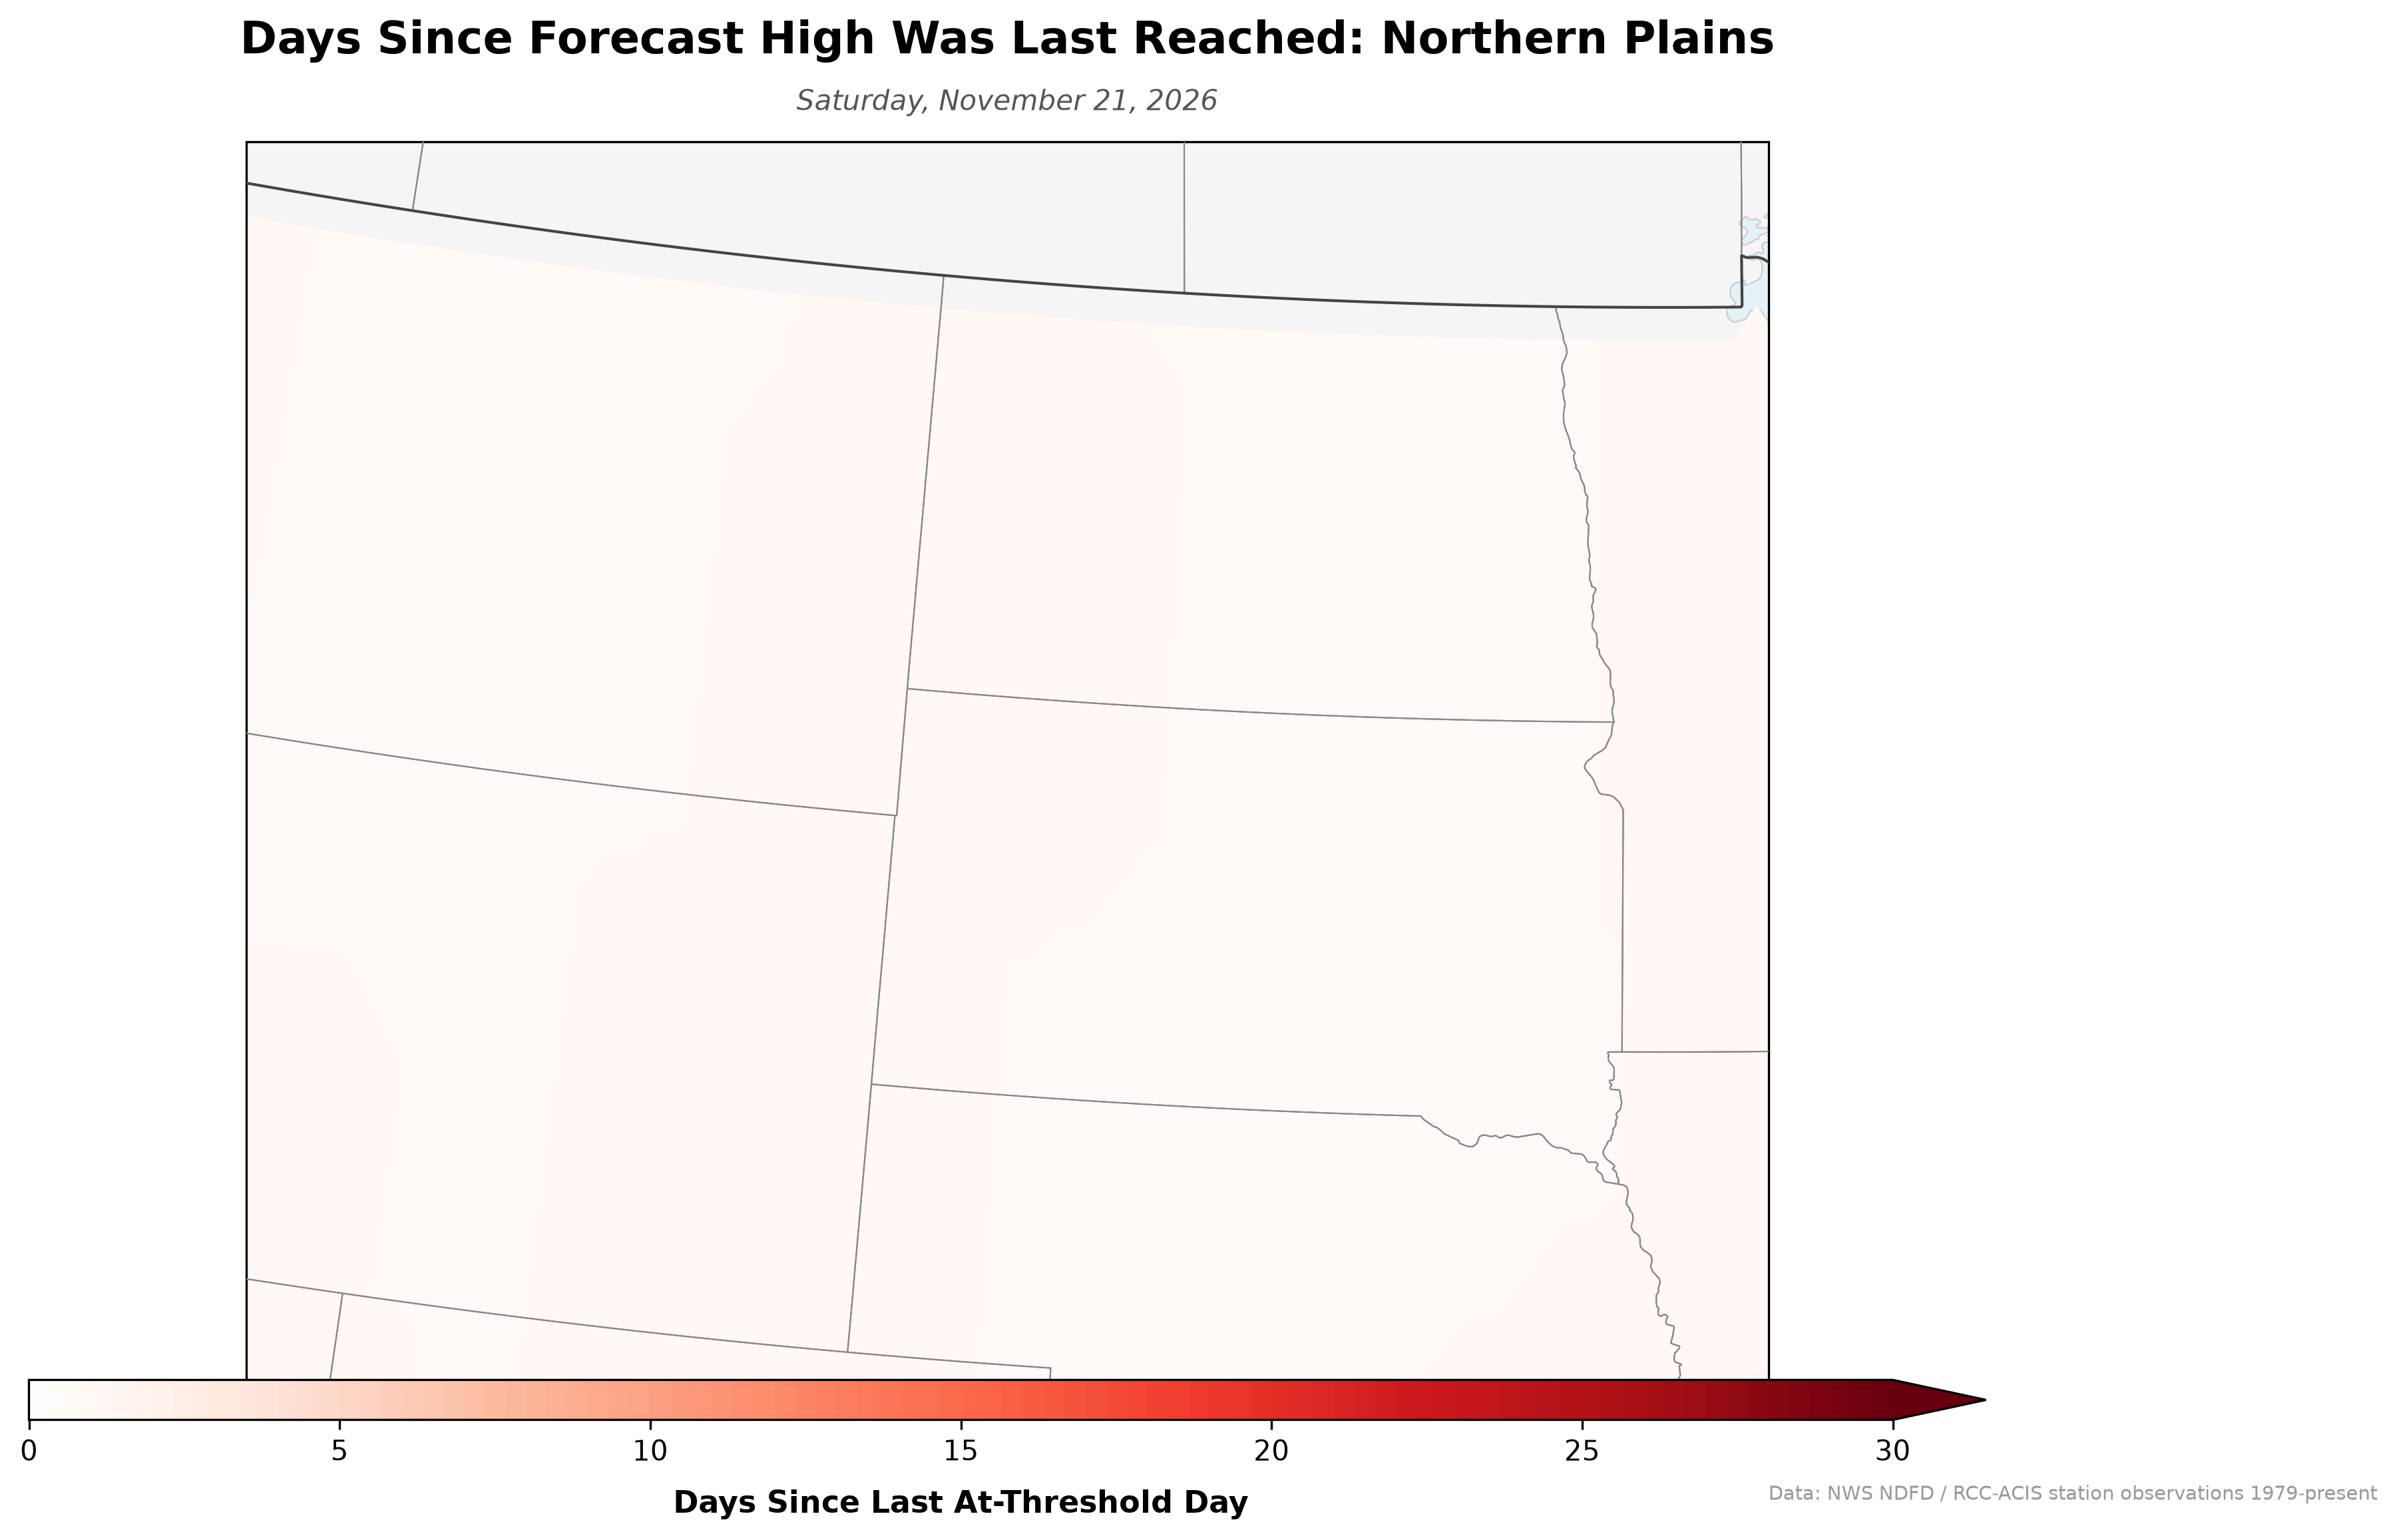 Days Since Forecast High Was Last Reached: Northern Plains
Saturday, November 21, 2026
0 5 10 15 20 25 30
Days Since Last At-Threshold Day
Data: NWS NDFD / RCC-ACIS station observations 1979-present